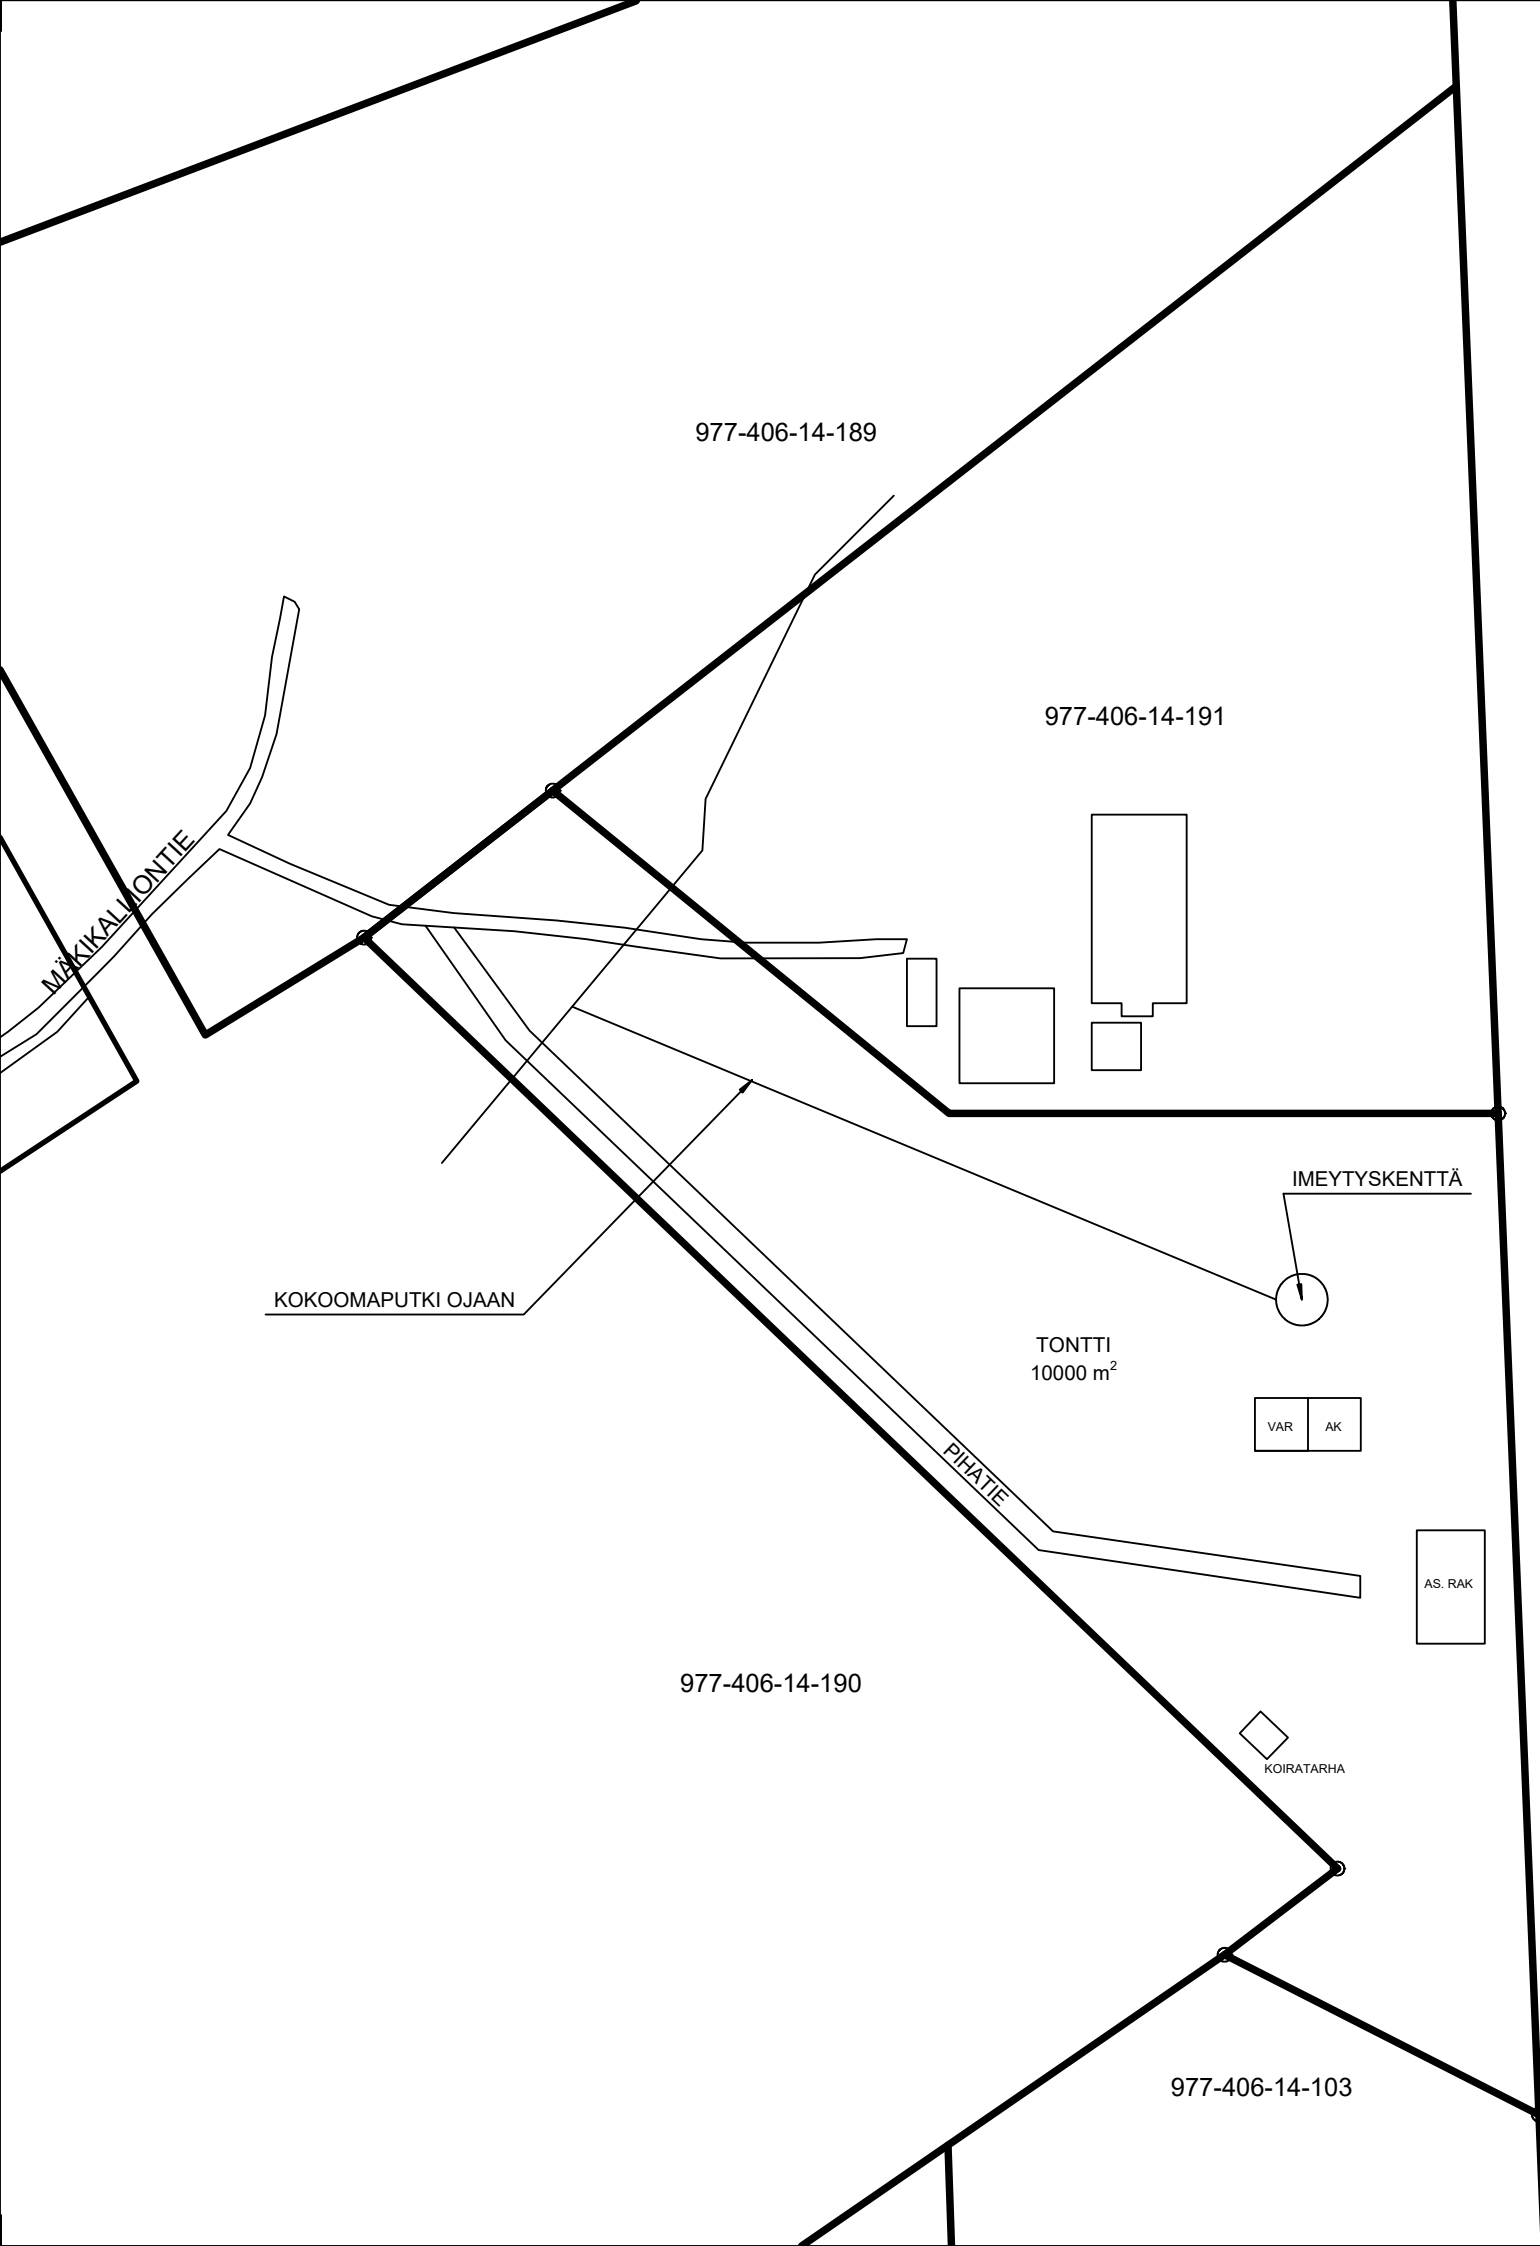 977-406-14-189
977-406-14-191
MÄKIKALLIONTIE
IMEYTYSKENTTÄ
KOKOOMAPUTKI OJAAN
TONTTI
10000 m²
VAR
AK
PIHATIE
AS. RAK
977-406-14-190
KOIRATARHA
977-406-14-103